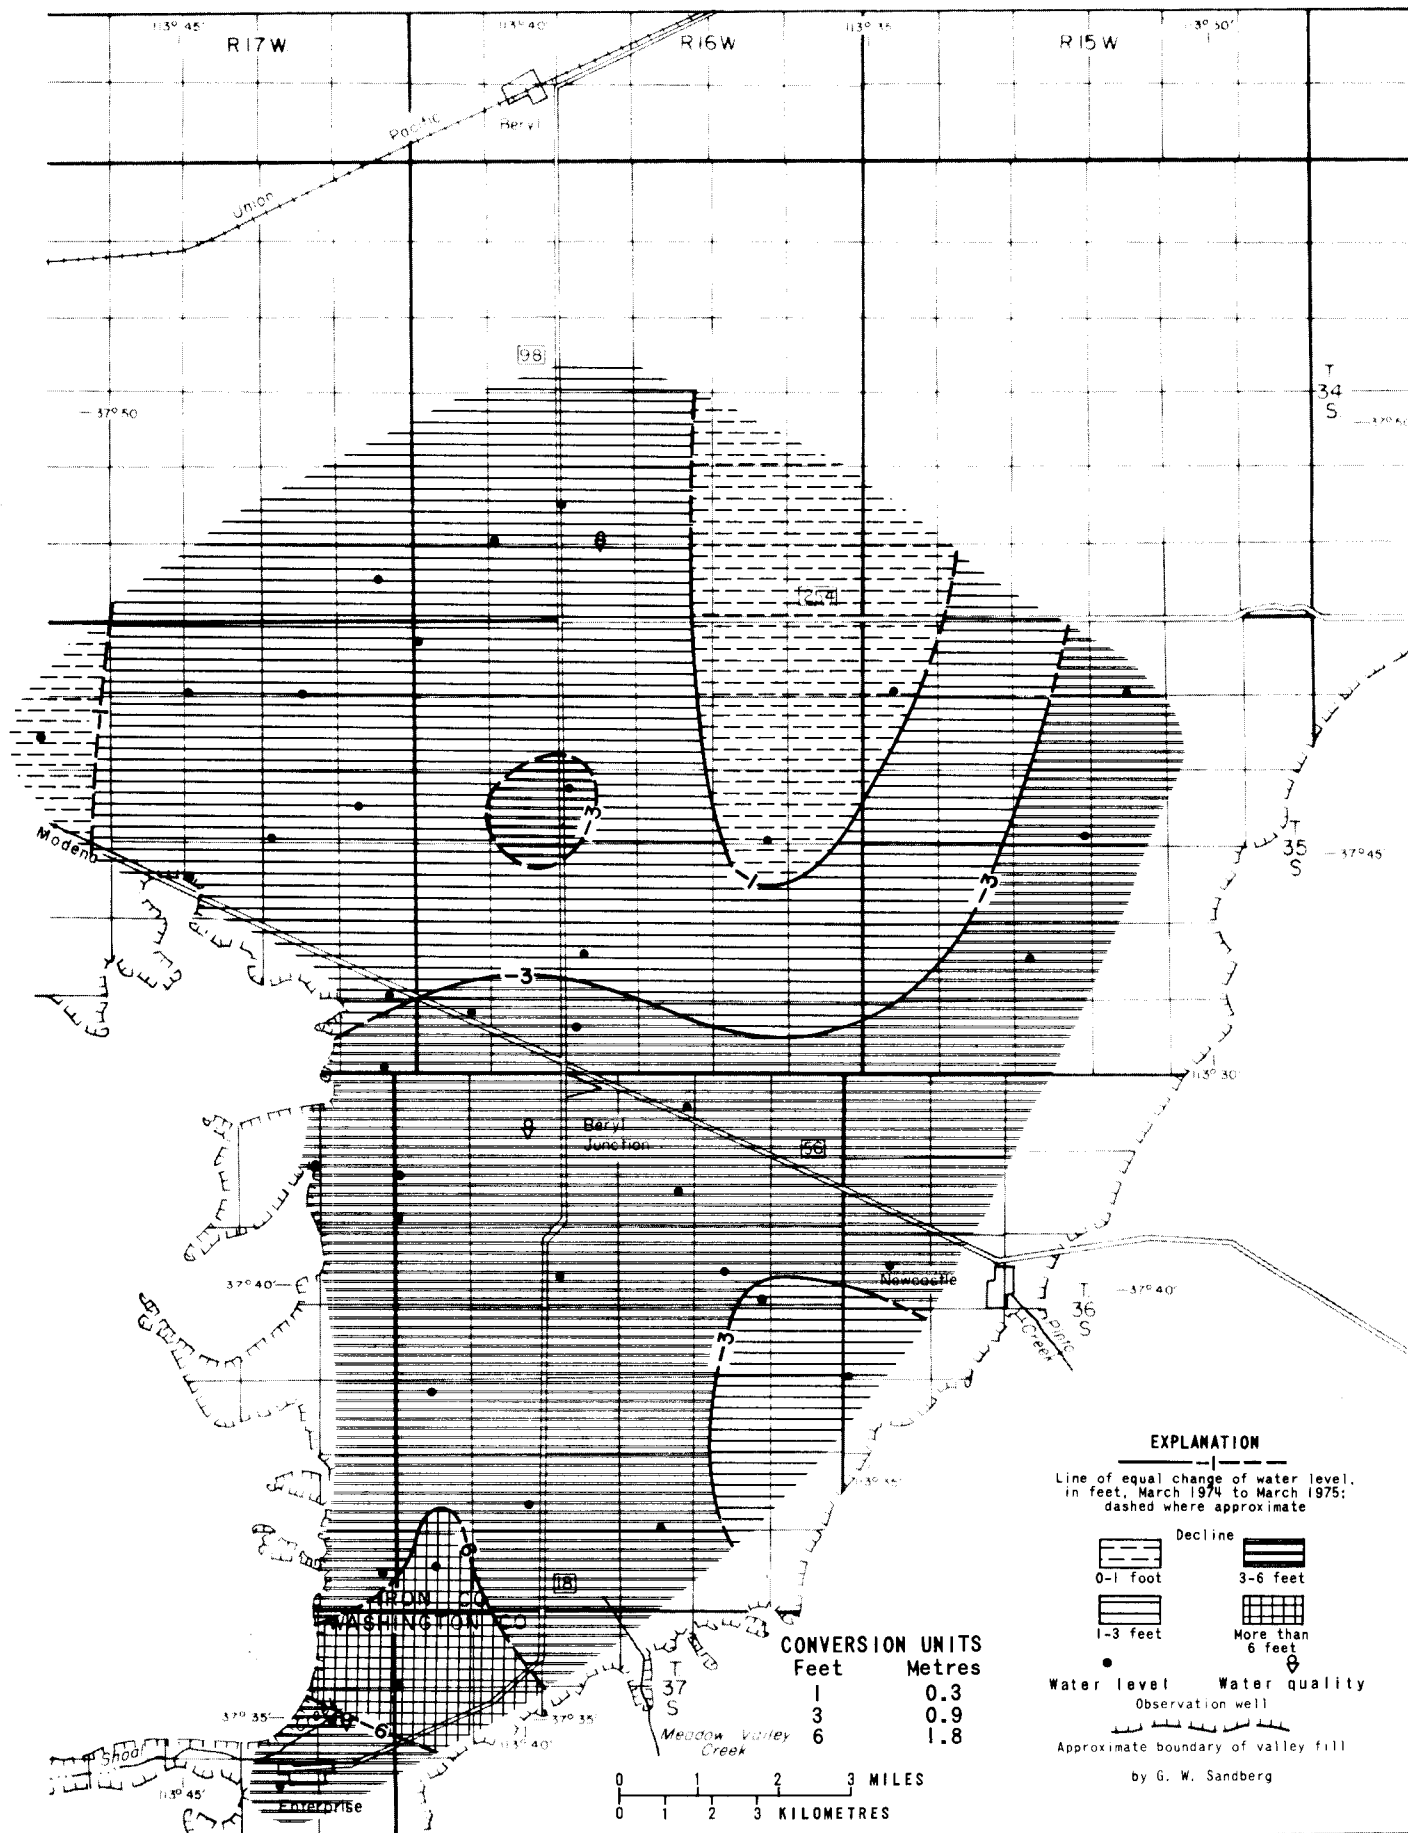 113° 45'
113° 40'
113° 35'
R 17 W
R 16 W
R 15 W
Beryl
Pacific
Union
98
T
34
S
37° 50'
254
Modena
-3
-1
-3
T
35
S
37° 45'
-3
113° 30'
Beryl
Junction
56
37° 40'
Newcastle
T
36
S
37° 40'
Pinto
Creek
-3
113° 35'
18
IRON CO
WASHINGTON CO
37° 35'
6
Shoal
113° 45'
Enterprise
T
37
S
37° 35'
113° 40'
Meadow Valley
Creek
CONVERSION UNITS
Feet Metres
1 0.3
3 0.9
6 1.8
0 1 2 3 MILES
0 1 2 3 KILOMETRES
EXPLANATION
-1
Line of equal change of water level,
in feet, March 1974 to March 1975;
dashed where approximate
Decline
0-1 foot
3-6 feet
1-3 feet
More than
6 feet
Water level Water quality
Observation well
Approximate boundary of valley fill
by G. W. Sandberg